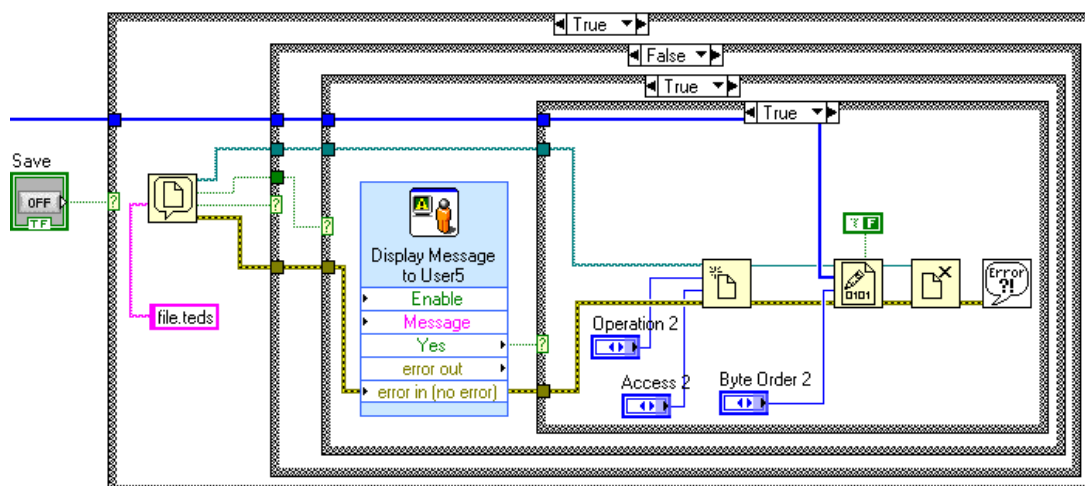 True
False
True
True
Save
OFF
TF
?
?
?
Display Message
to User5
Enable
Message
Yes
error out
error in (no error)
?
file.teds
Operation 2
Access 2
Byte Order 2
F
0101
Error
?!